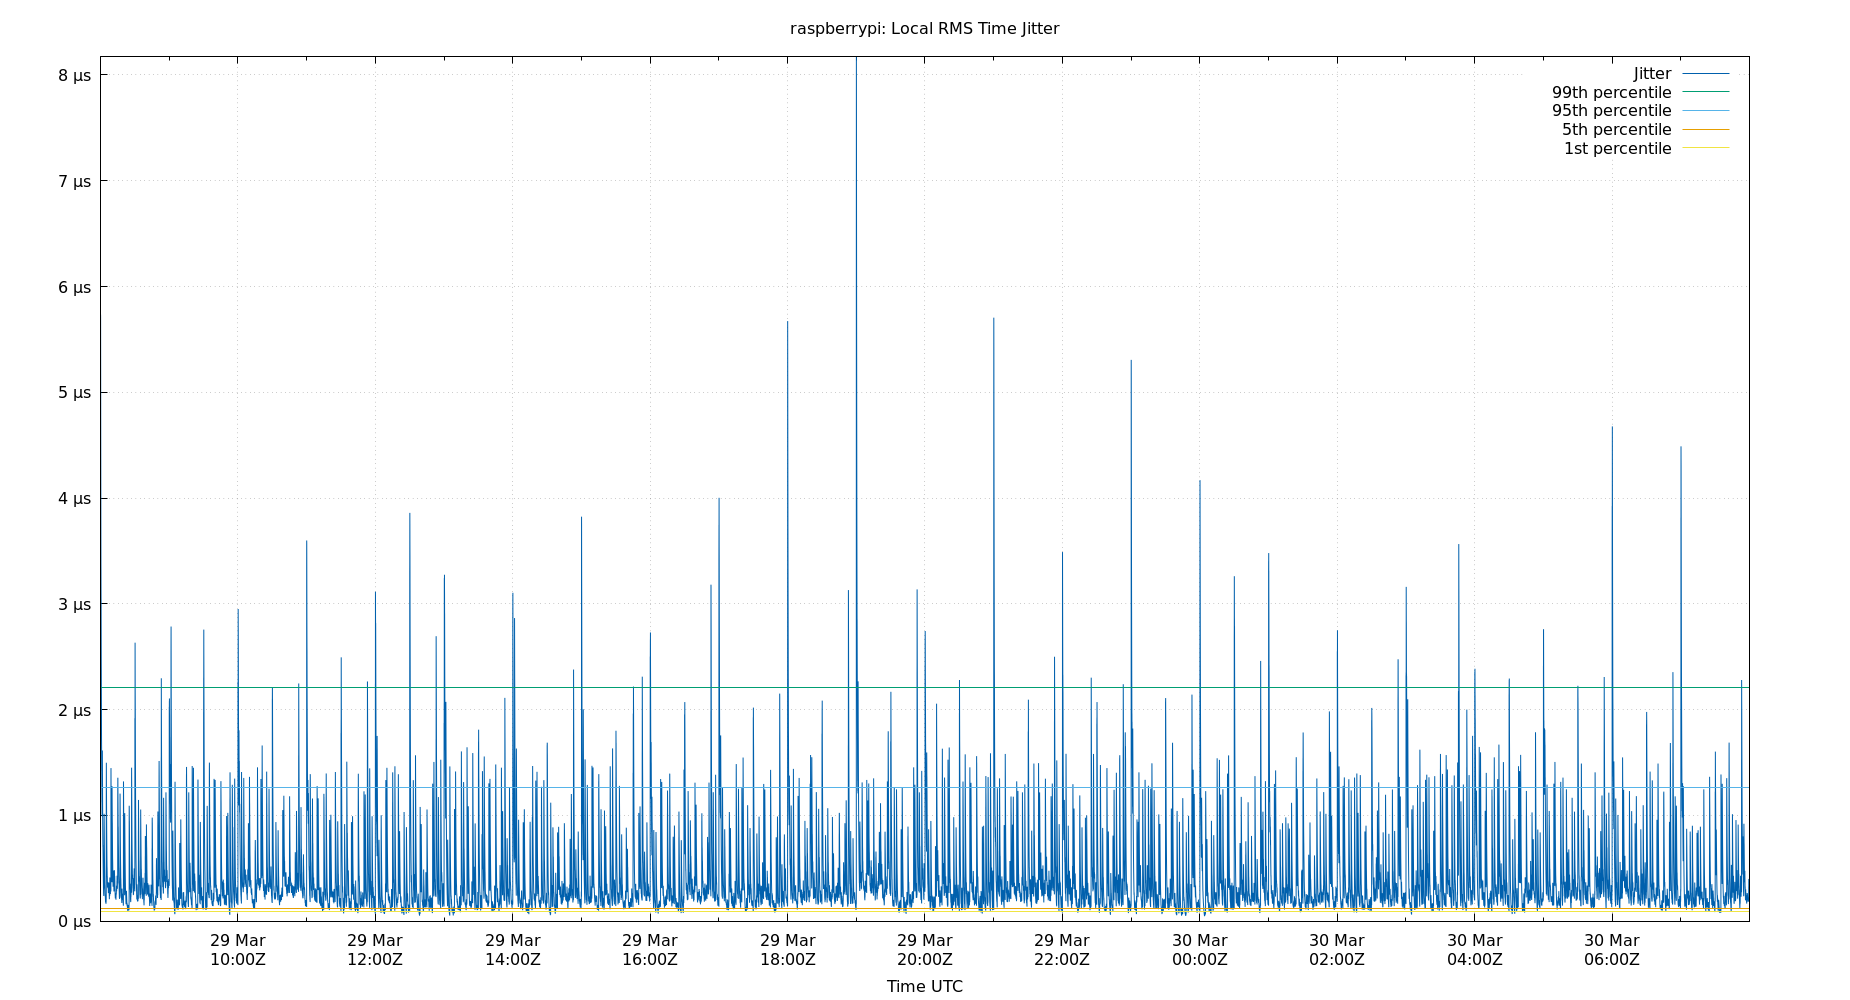 raspberrypi: Local RMS Time Jitter
8 µs
7 µs
6 µs
5 µs
4 µs
3 µs
2 µs
1 µs
0 µs
Jitter
99th percentile
95th percentile
5th percentile
1st percentile
29 Mar 29 Mar 29 Mar 29 Mar 29 Mar 29 Mar 29 Mar 30 Mar 30 Mar 30 Mar 30 Mar
10:00Z 12:00Z 14:00Z 16:00Z 18:00Z 20:00Z 22:00Z 00:00Z 02:00Z 04:00Z 06:00Z
Time UTC